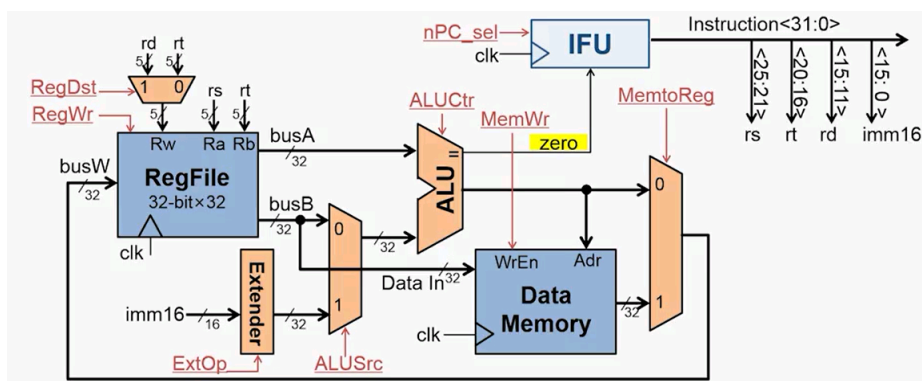 Instruction<31:0>
nPC_sel
clk
IFU
rd rt
5 5
RegDst
1 0
rs rt
<25:21>
<20:16>
<15:11>
<15: 0>
RegWr
5 5 5
ALUCtr
MemWr
MemtoReg
rs rt rd imm16
Rw Ra Rb
busA
32
=
zero
busW
32
RegFile
32-bit×32
ALU
0
busB
32
0
32
clk
WrEn Adr
Data In
32
Extender
Data
Memory
imm16
16
32
1
32
1
clk
ExtOp
ALUSrc